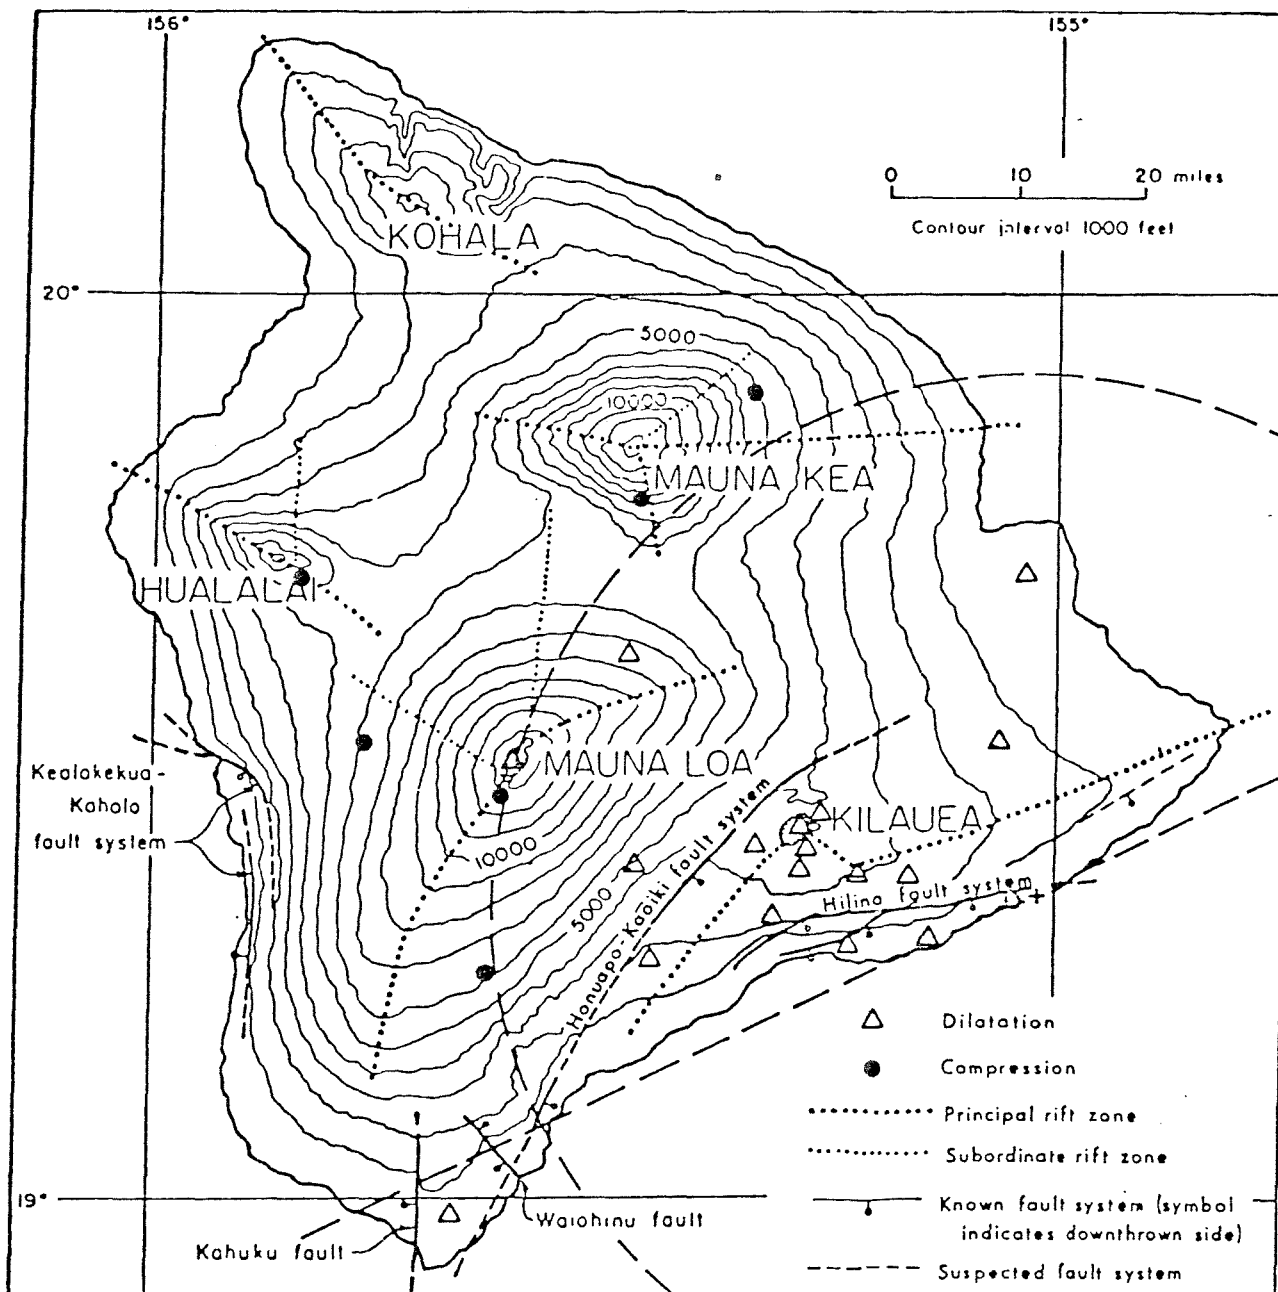 156°
155°
0 10 20 miles
Contour interval 1000 feet
KOHALA
20°
5000
10000
MAUNA KEA
HUALALAI
MAUNA LOA
Kealakekua-
Kaholo
fault system
KILAUEA
10000
5000
Honuapo-Kaoiki fault system
Hilina fault system
Dilatation
Compression
Principal rift zone
Subordinate rift zone
19°
Waiohinu fault
Kahuku fault
Known fault system (symbol
indicates downthrown side)
Suspected fault system